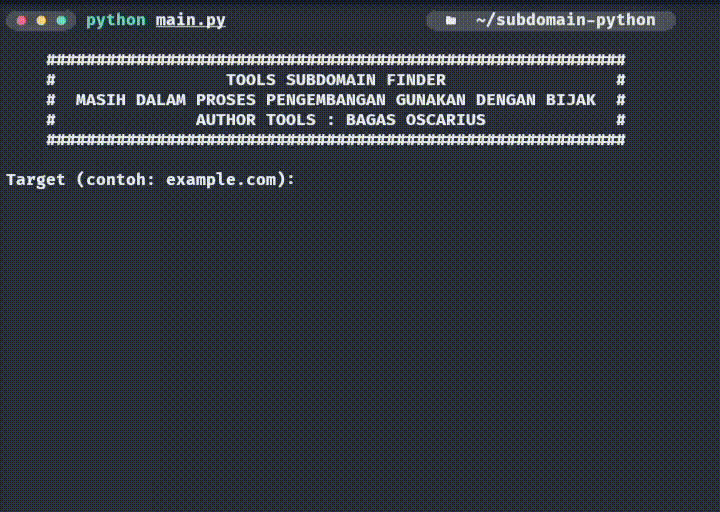 python main.py ~/subdomain-python
##########################################################
# TOOLS SUBDOMAIN FINDER #
# MASIH DALAM PROSES PENGEMBANGAN GUNAKAN DENGAN BIJAK #
# AUTHOR TOOLS : BAGAS OSCARIUS #
##########################################################
Target (contoh: example.com):